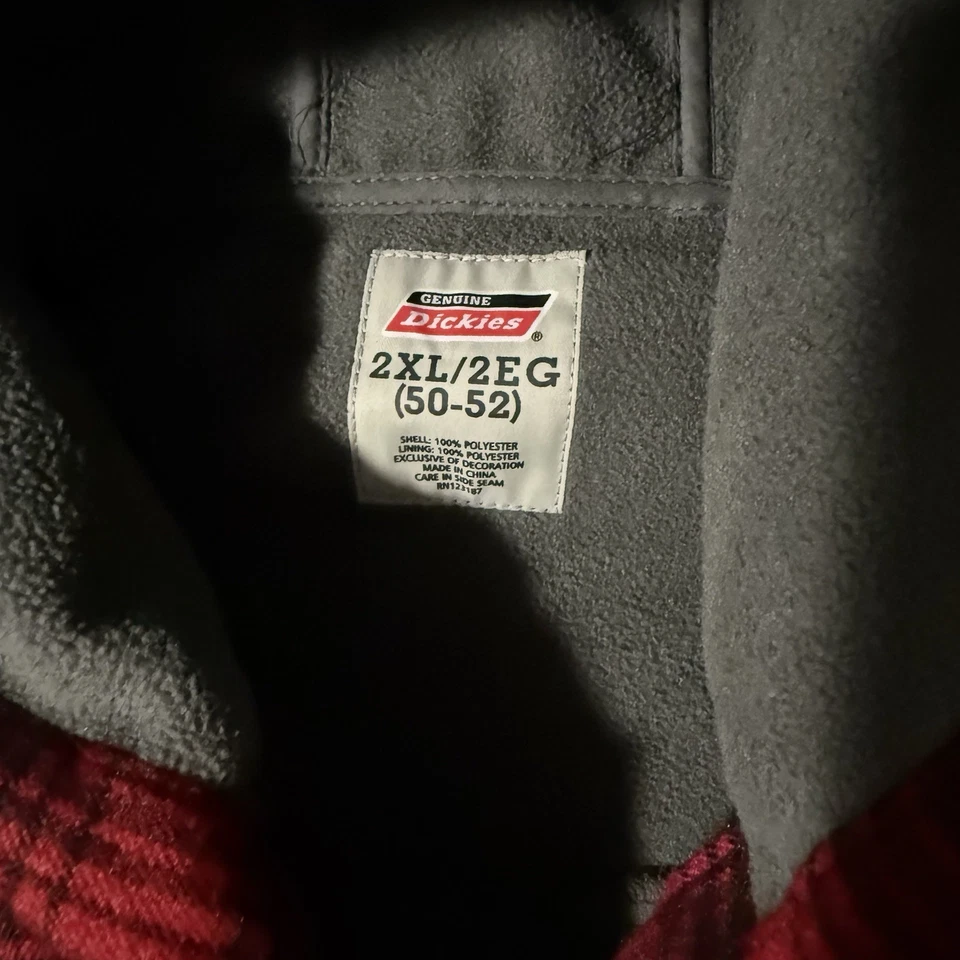 GENUINE
Dickies®
2XL/2EG
(50-52)
SHELL: 100% POLYESTER
LINING: 100% POLYESTER
EXCLUSIVE OF DECORATION
MADE IN CHINA
CARE IN SIDE SEAM
RN123187